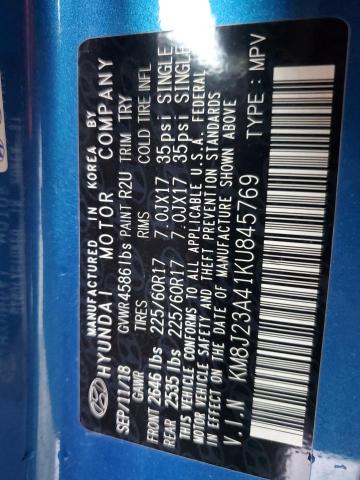 MANUFACTURED IN KOREA BY
HYUNDAI MOTOR COMPANY
SEP/11/18 GVWR 4586 lbs PAINT R2U TRIM TRY
GAWR TIRES RIMS COLD TIRE INFL
FRONT 2646 lbs 225/60R17 7.0JX17 35psi SINGLE
REAR 2535 lbs 225/60R17 7.0JX17 35psi SINGLE
THIS VEHICLE CONFORMS TO ALL APPLICABLE U.S.A. FEDERAL
VEHICLE SAFETY AND THEFT PREVENTION STANDARDS
IN EFFECT ON THE DATE OF MANUFACTURE SHOWN ABOVE
V.I.N KM8J23A41KU845769 TYPE : MPV